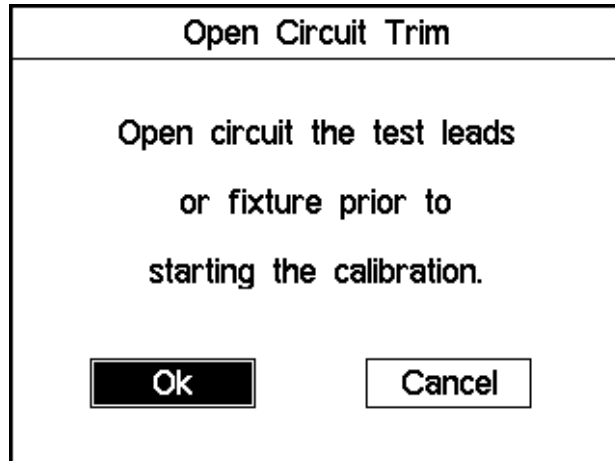 Open Circuit Trim
Open circuit the test leads
or fixture prior to
starting the calibration.
Ok
Cancel